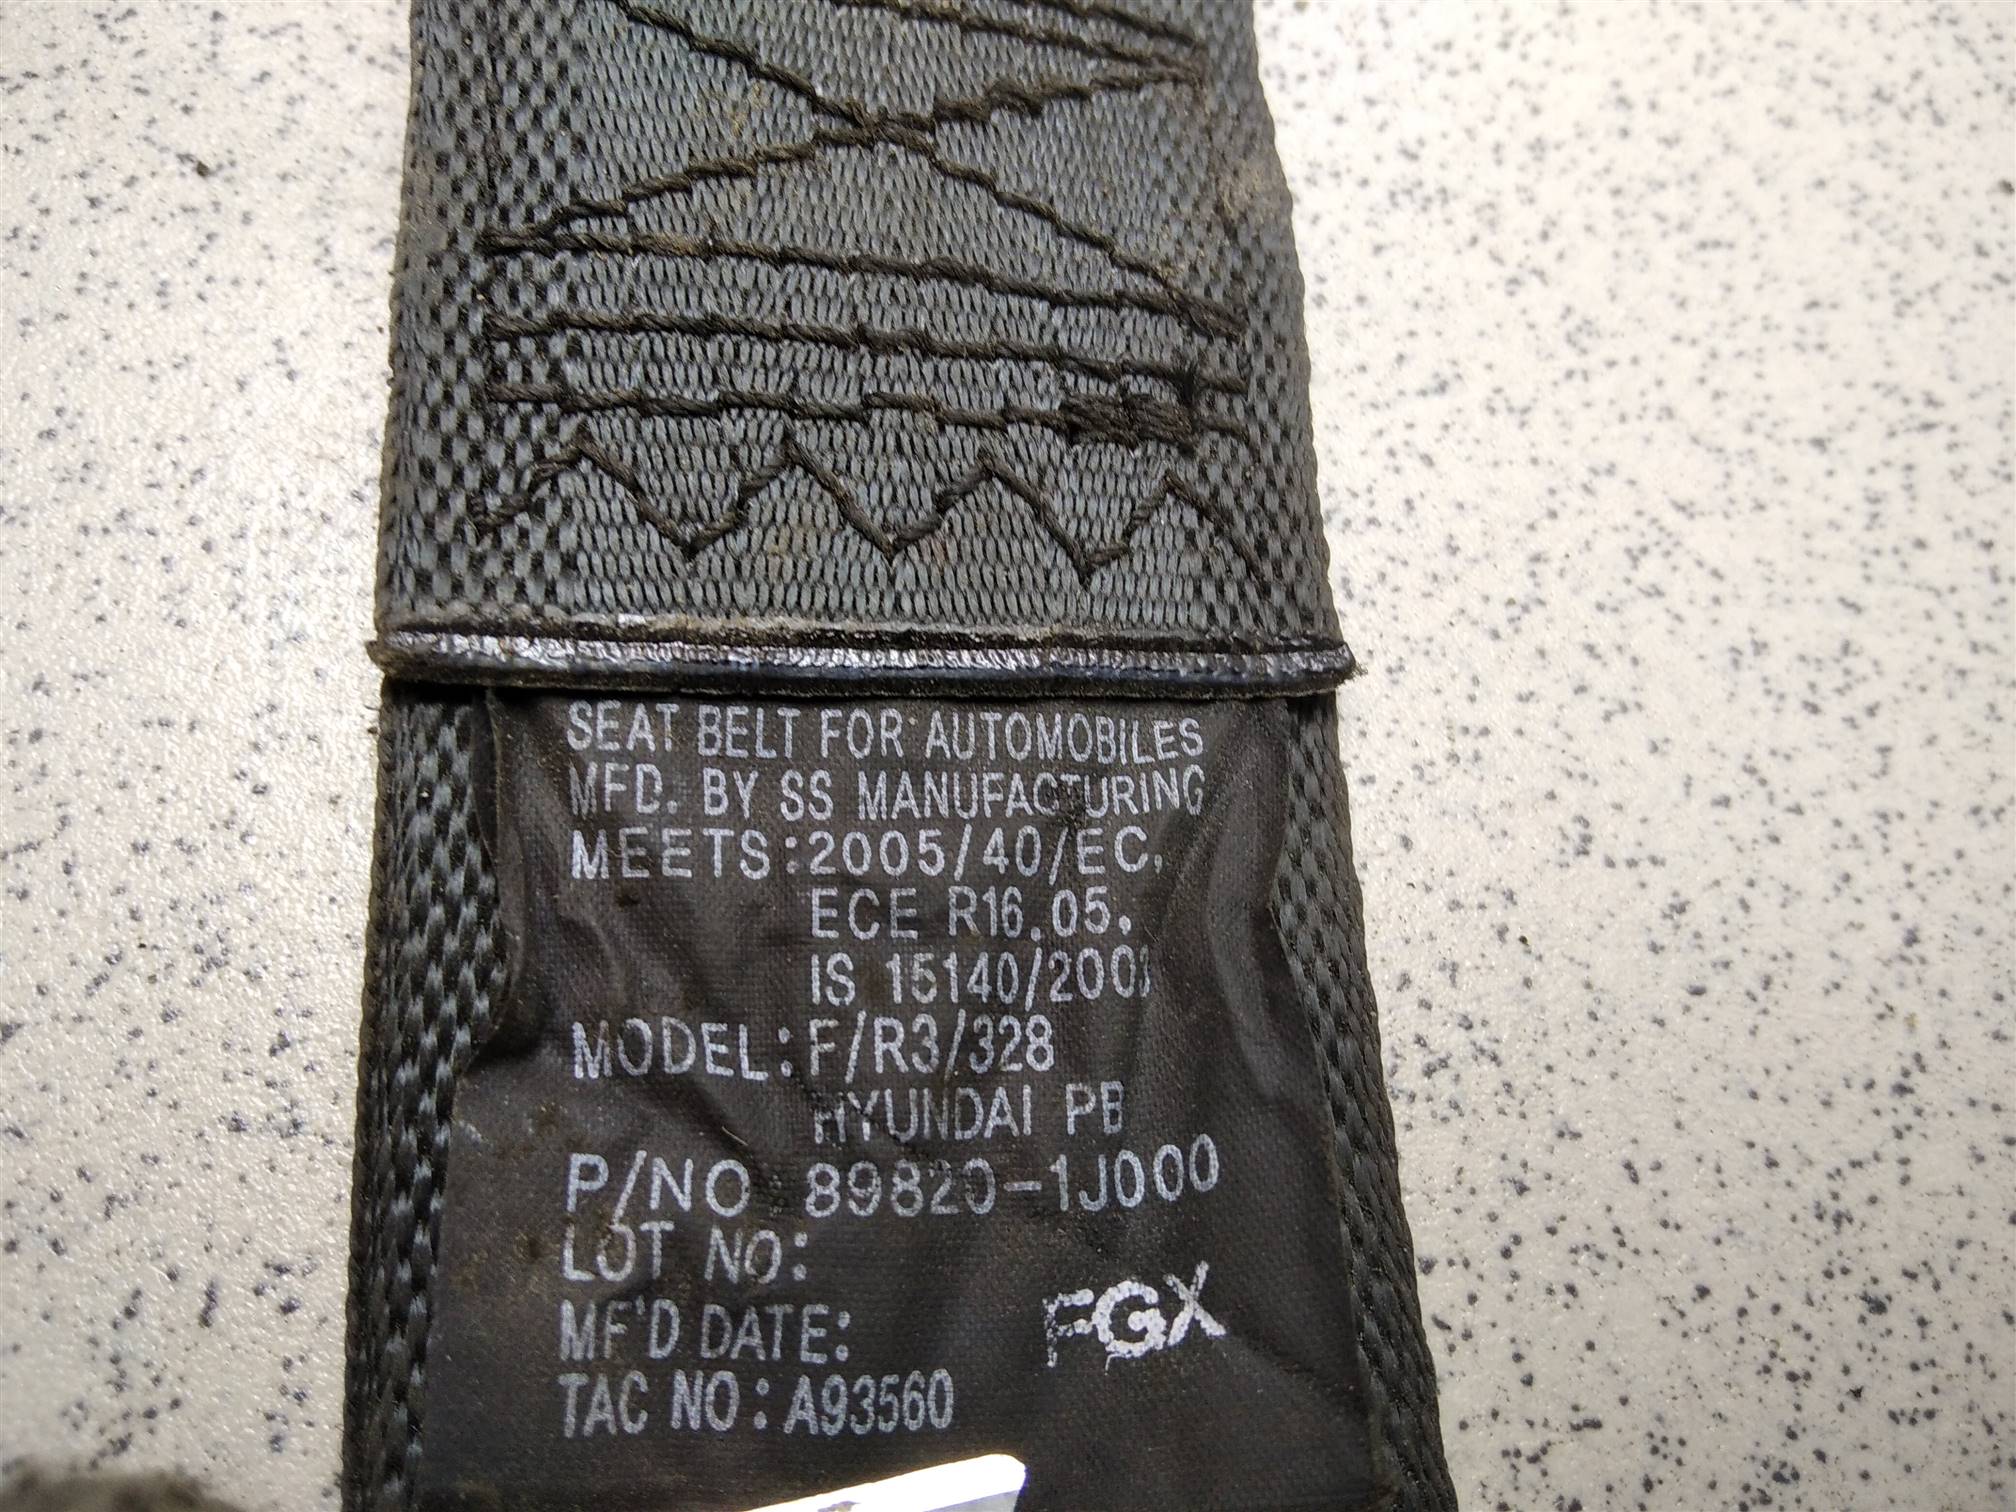 SEAT BELT FOR AUTOMOBILES
MFD. BY SS MANUFACTURING
MEETS:2005/40/EC,
ECE R16.05.
IS 15140/2003
MODEL:F/R3/328
HYUNDAI PB
P/NO : 89820-1J000
LOT NO:
MF'D DATE:
FGX
TAC NO: A93560